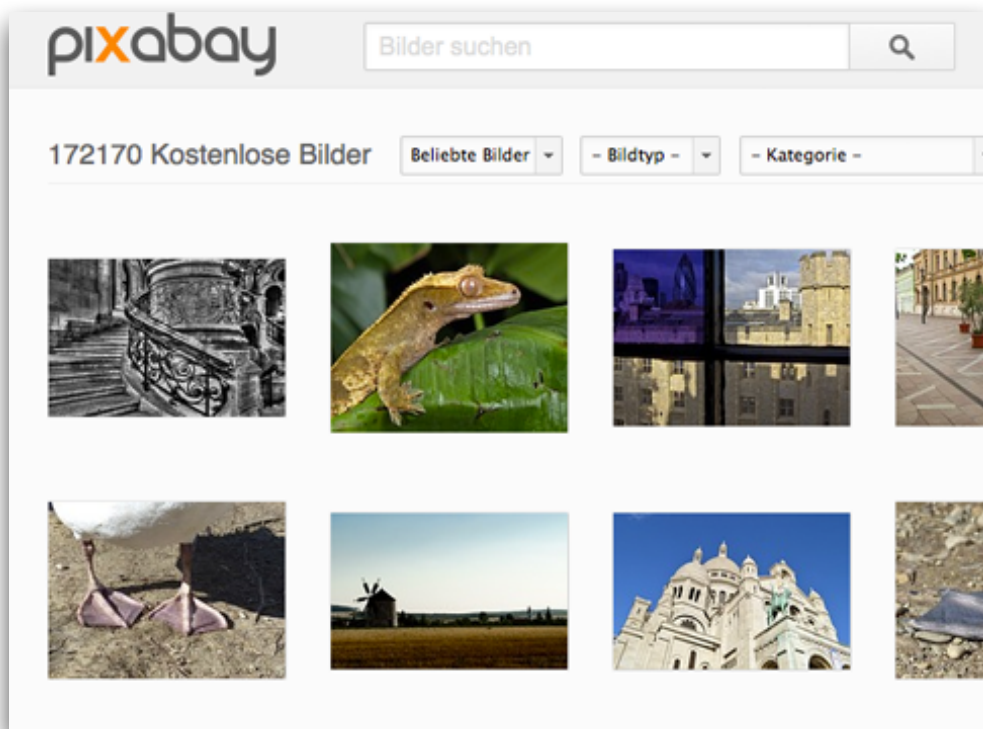 pixabay
Bilder suchen
172170 Kostenlose Bilder
Beliebte Bilder
- Bildtyp -
- Kategorie -